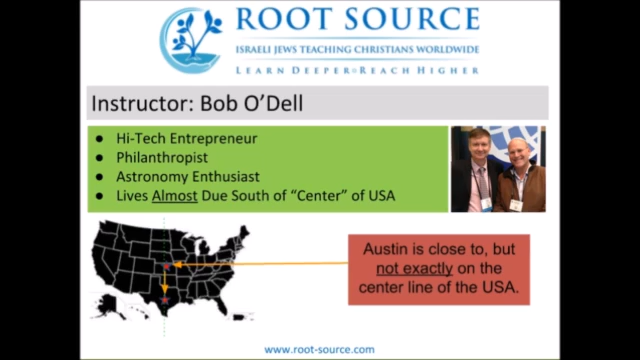 ROOT SOURCE
ISRAELI JEWS TEACHING CHRISTIANS WORLDWIDE
LEARN DEEPER REACH HIGHER
Instructor: Bob O'Dell
● Hi-Tech Entrepreneur
● Philanthropist
● Astronomy Enthusiast
● Lives Almost Due South of “Center” of USA
Austin is close to, but
not exactly on the
center line of the USA.
www.root-source.com